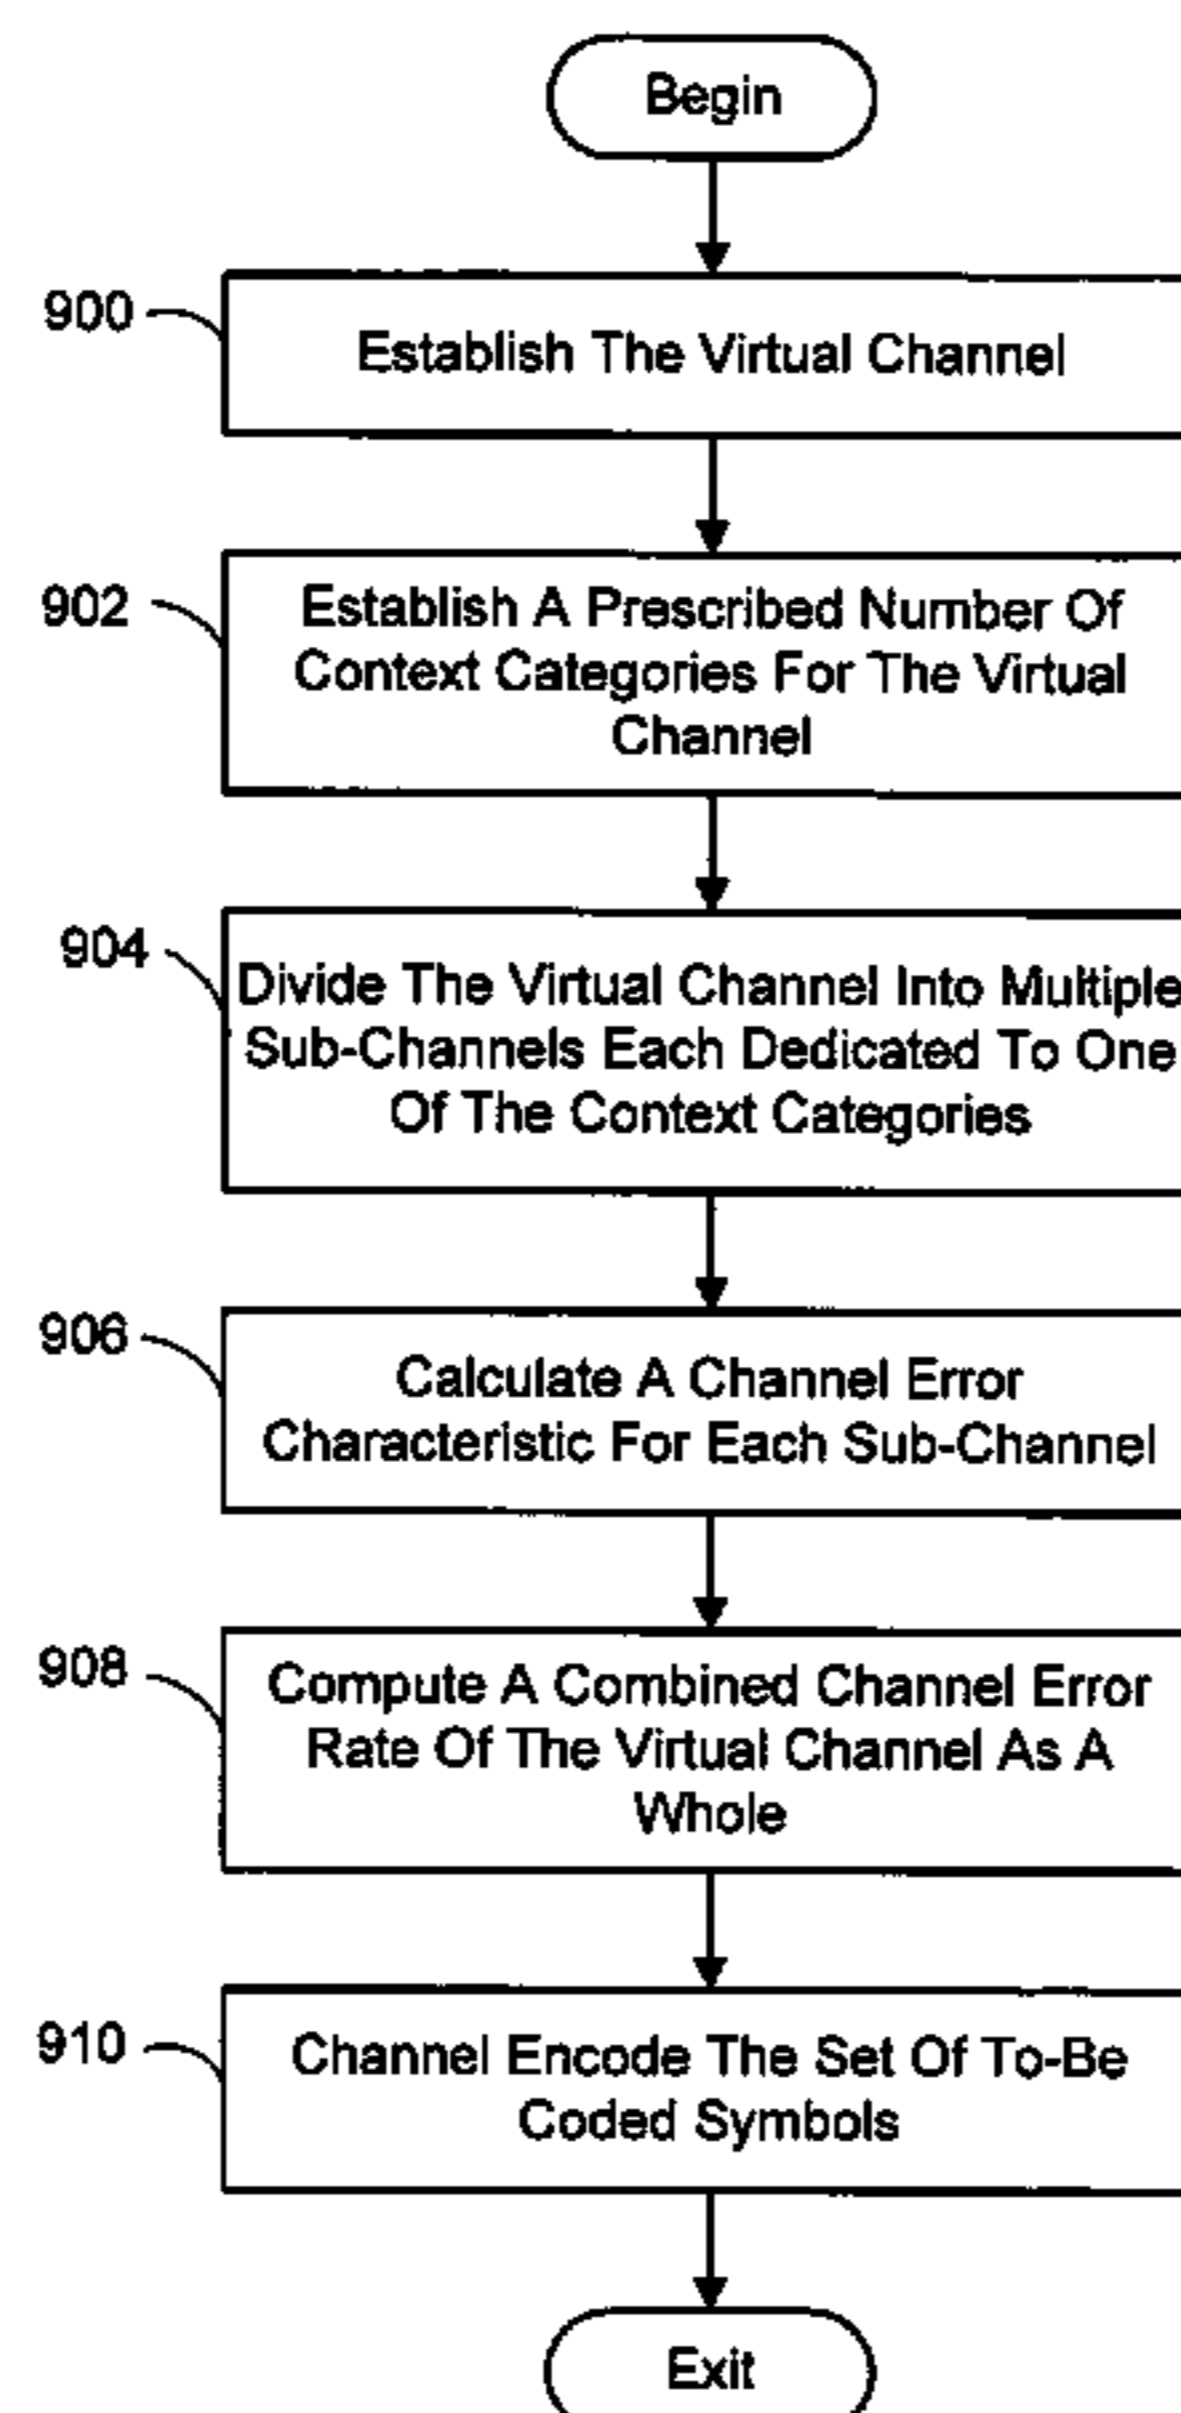 Begin
900
Establish The Virtual Channel
902
Establish A Prescribed Number Of
Context Categories For The Virtual
Channel
904
Divide The Virtual Channel Into Multiple
Sub-Channels Each Dedicated To One
Of The Context Categories
906
Calculate A Channel Error
Characteristic For Each Sub-Channel
908
Compute A Combined Channel Error
Rate Of The Virtual Channel As A
Whole
910
Channel Encode The Set Of To-Be
Coded Symbols
Exit